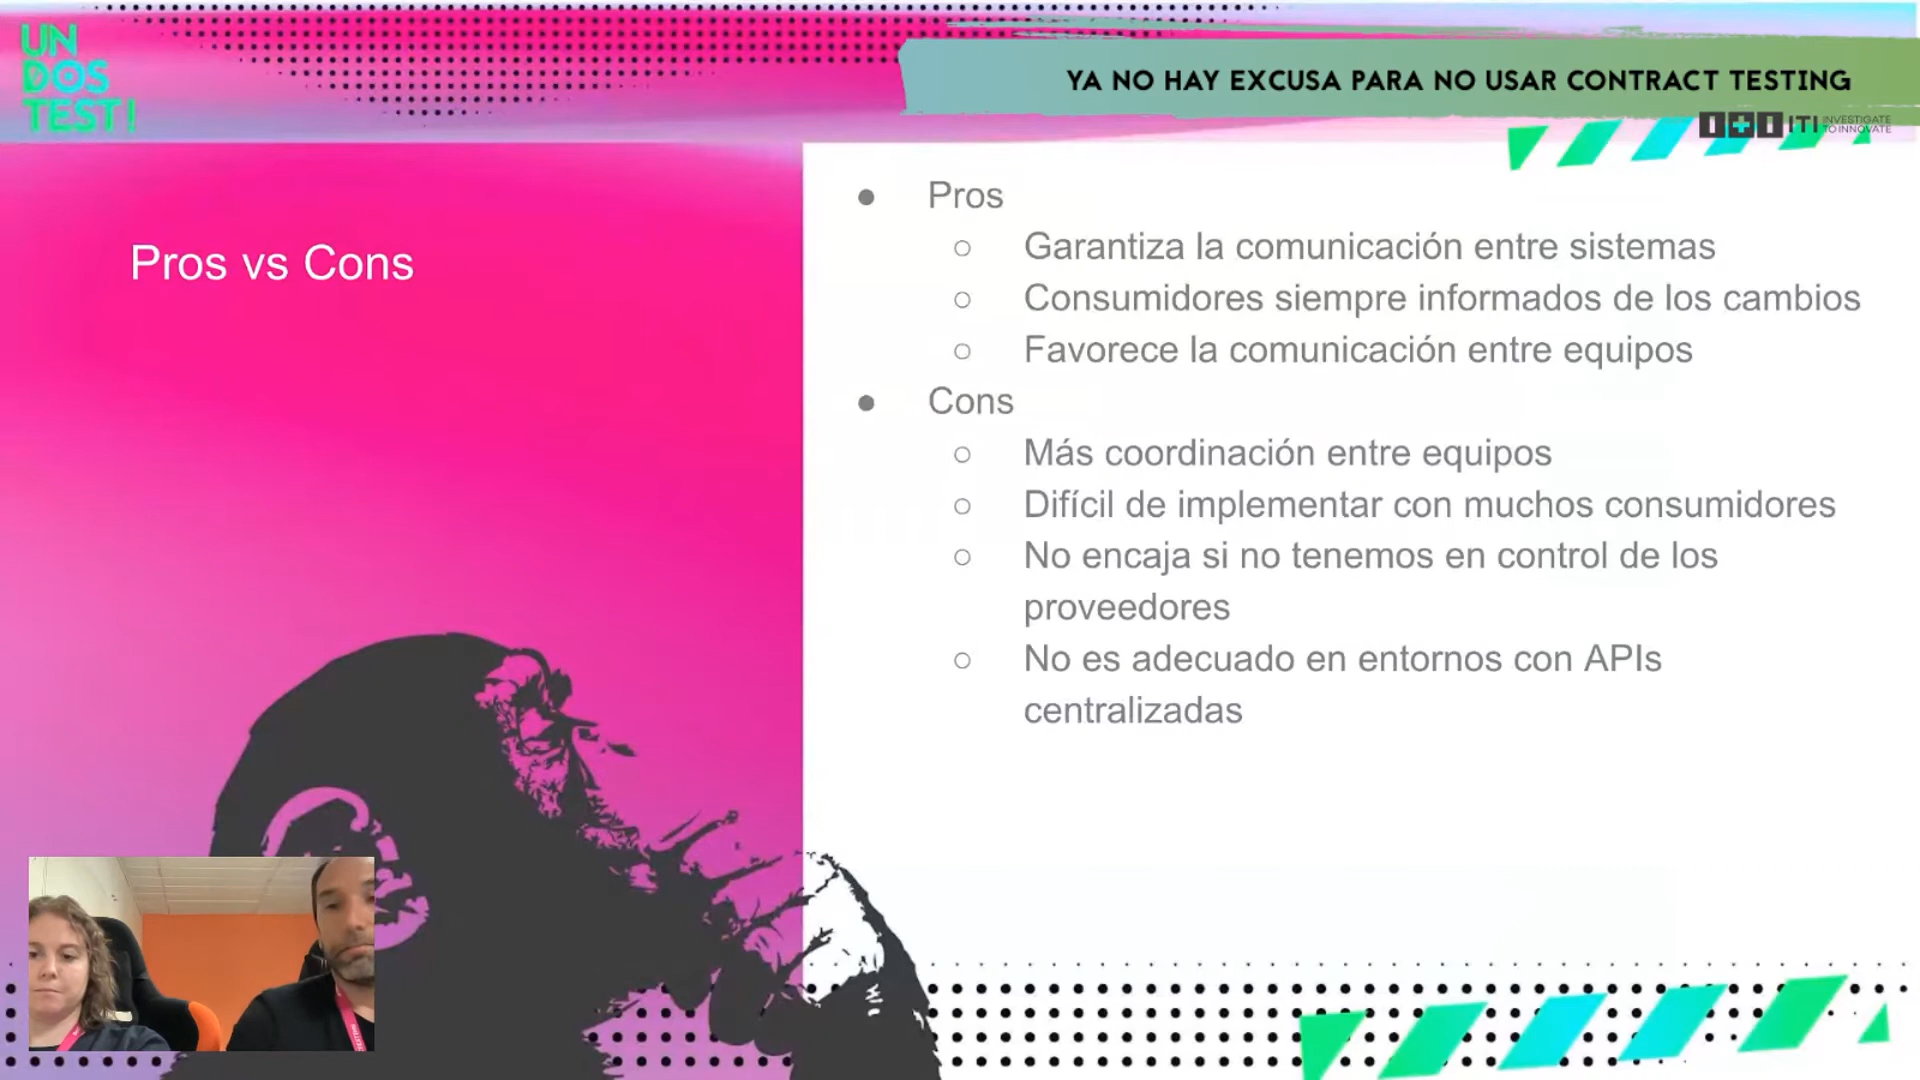 UN
DOS
TEST!
YA NO HAY EXCUSA PARA NO USAR CONTRACT TESTING
ITI INVESTIGATE
TO INNOVATE
Pros vs Cons
● Pros
○ Garantiza la comunicación entre sistemas
○ Consumidores siempre informados de los cambios
○ Favorece la comunicación entre equipos
● Cons
○ Más coordinación entre equipos
○ Difícil de implementar con muchos consumidores
○ No encaja si no tenemos en control de los
proveedores
○ No es adecuado en entornos con APIs
centralizadas